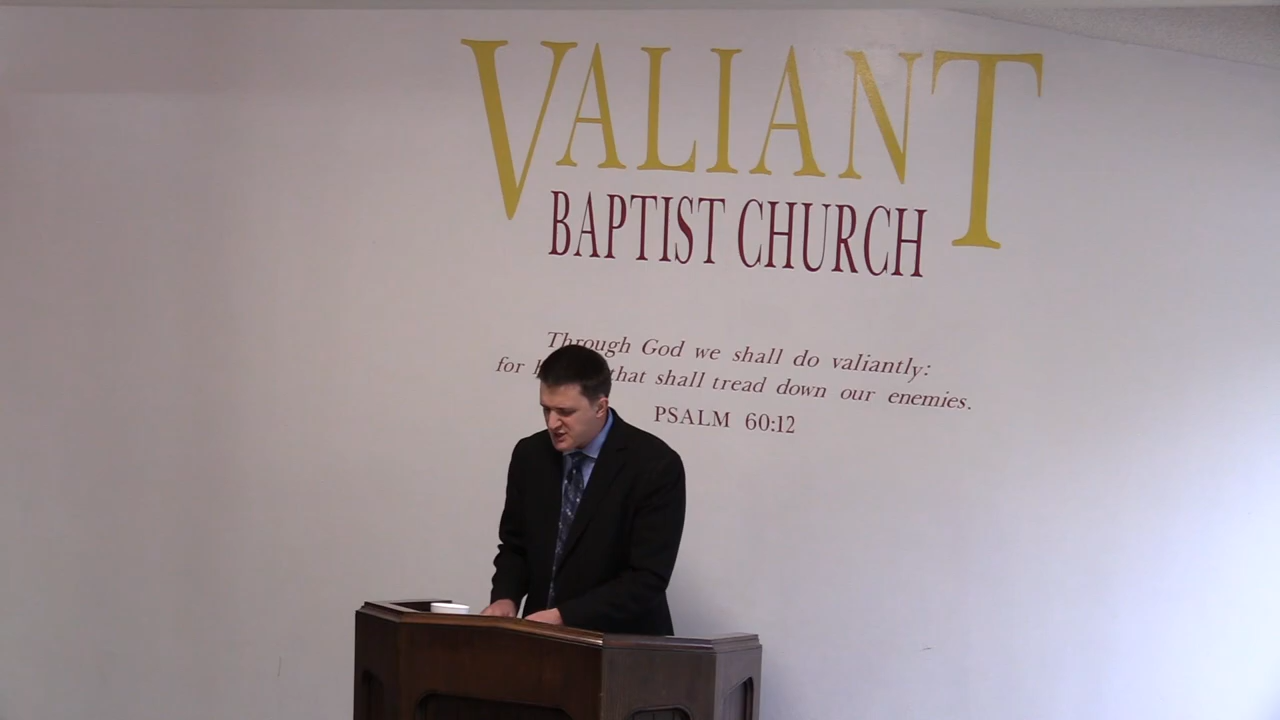 VALIANT
BAPTIST CHURCH
Through God we shall do valiantly:
for that shall tread down our enemies.
PSALM 60:12